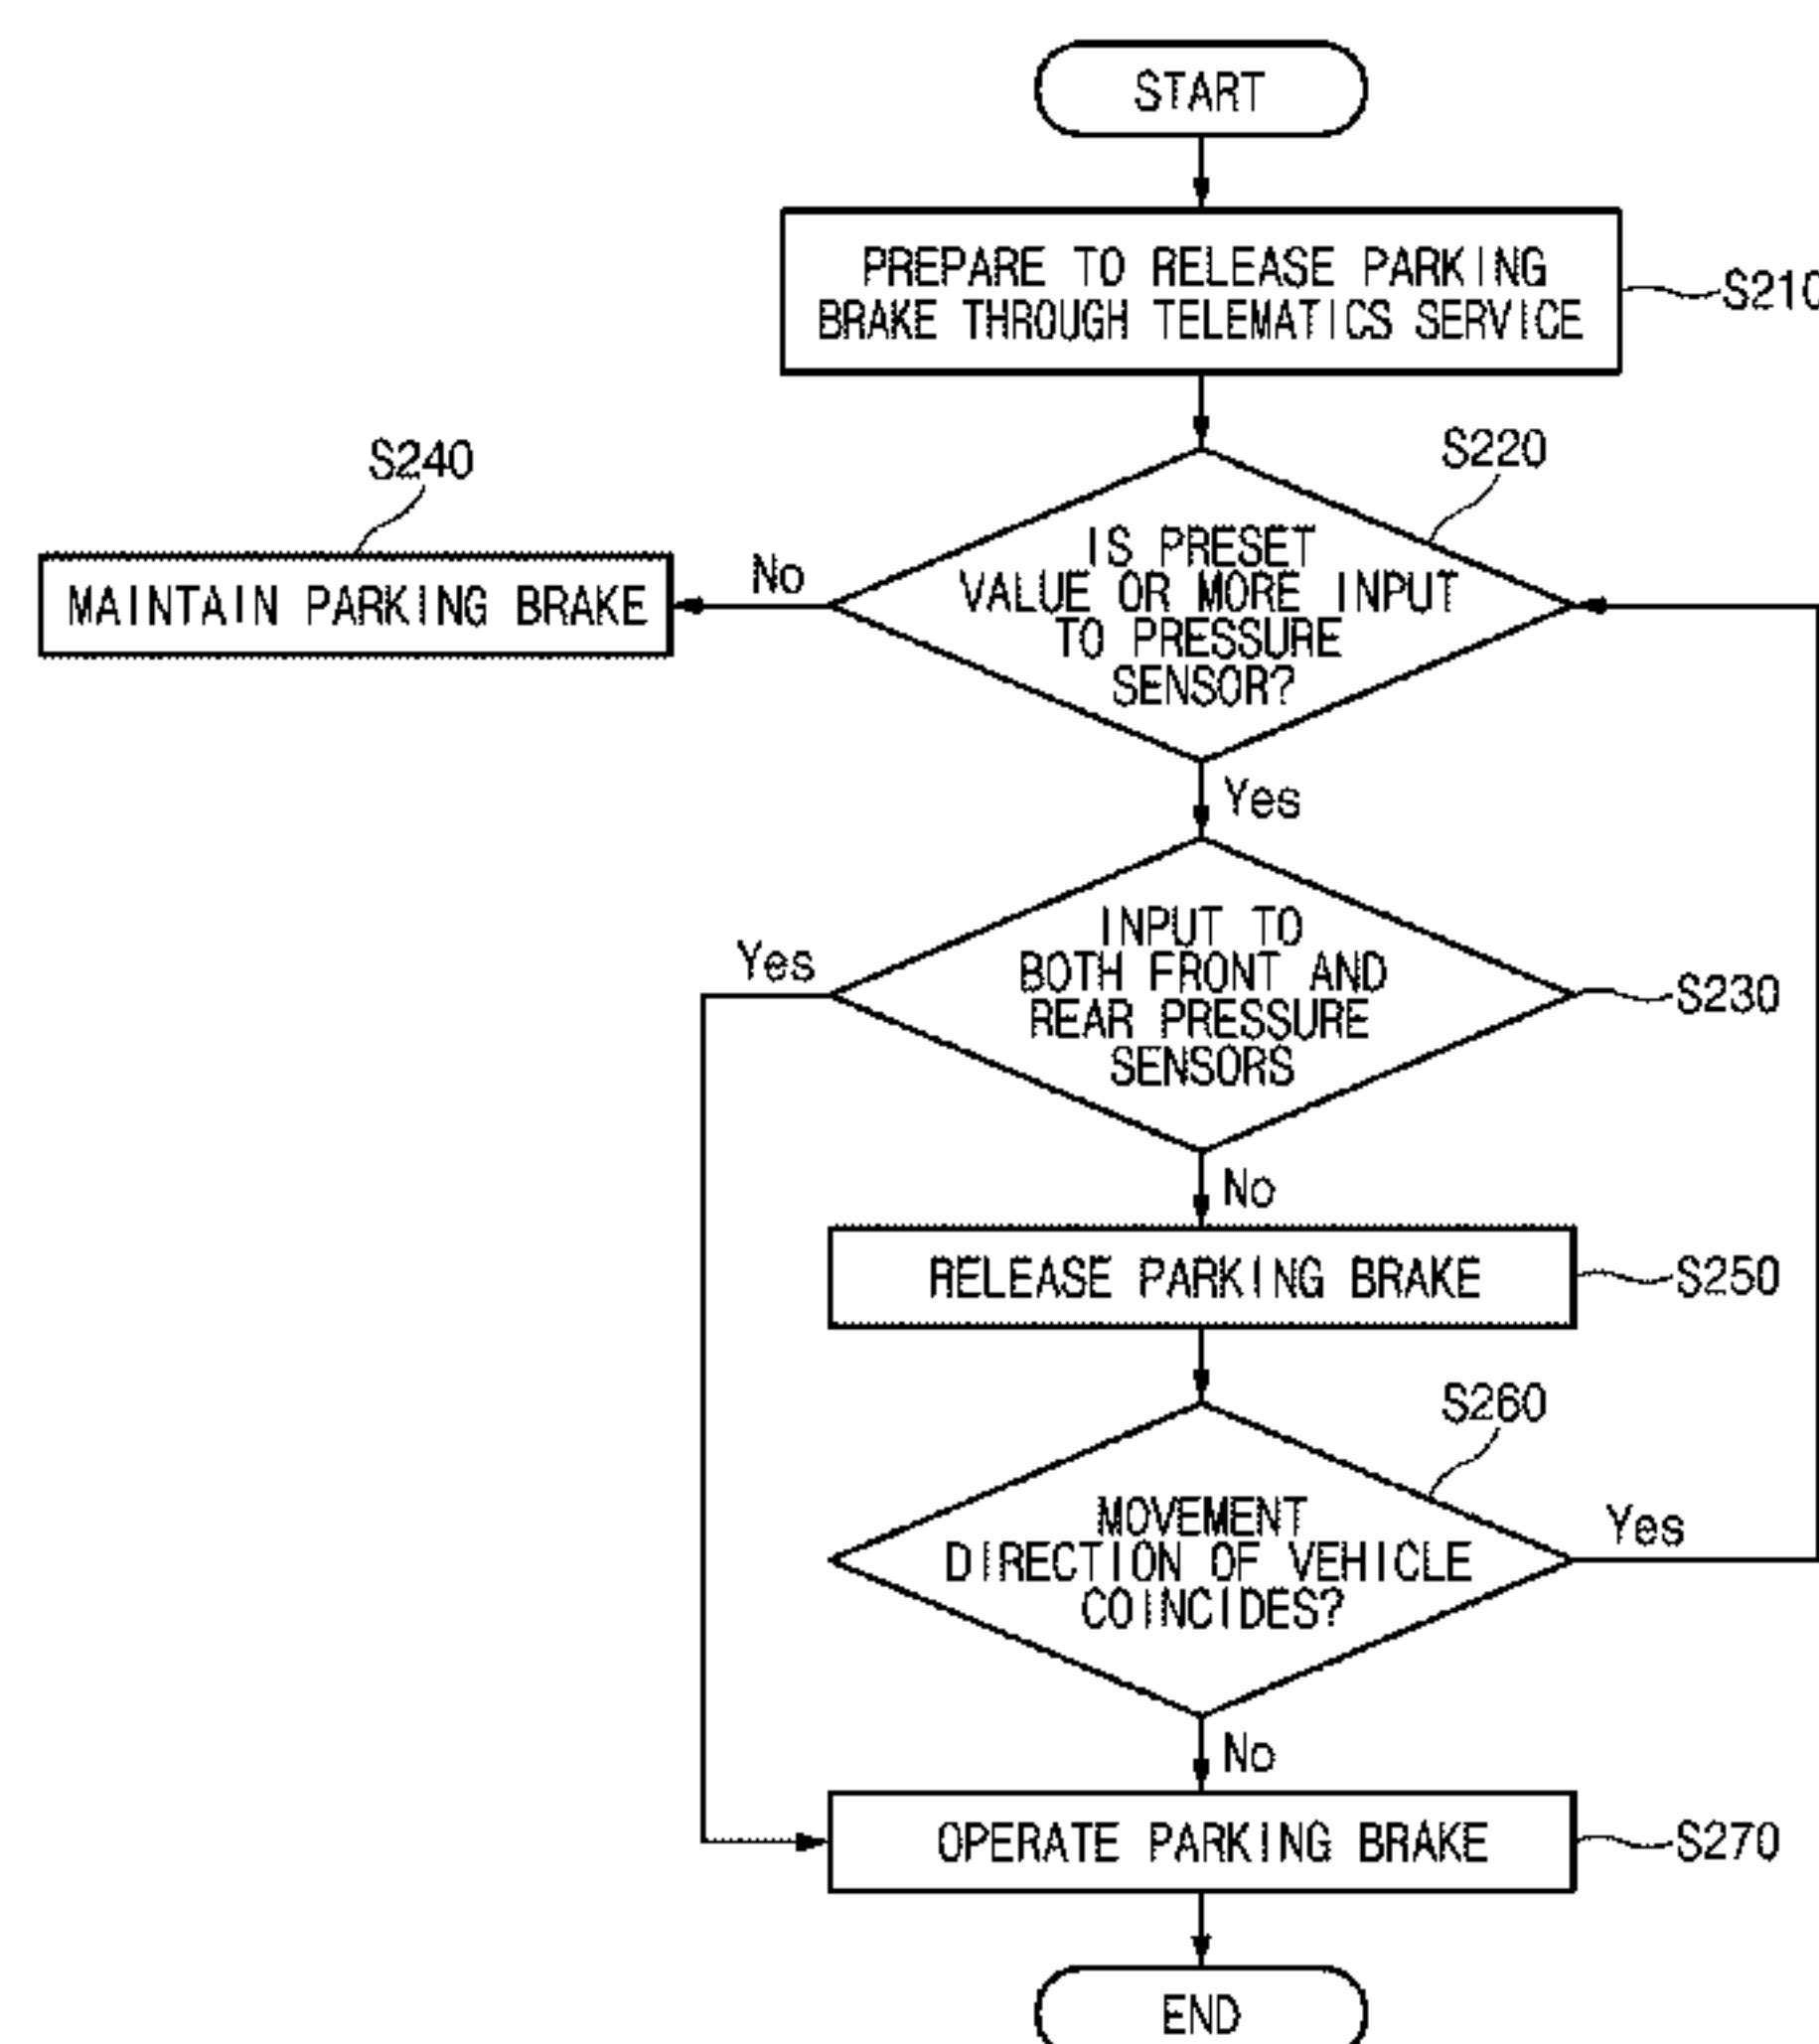 START
PREPARE TO RELEASE PARKING
BRAKE THROUGH TELEMATICS SERVICE
S210
S240
S220
MAINTAIN PARKING BRAKE
No
IS PRESET
VALUE OR MORE INPUT
TO PRESSURE
SENSOR?
Yes
INPUT TO
BOTH FRONT AND
REAR PRESSURE
SENSORS
Yes
S230
No
RELEASE PARKING BRAKE
S250
S260
MOVEMENT
DIRECTION OF VEHICLE
COINCIDES?
Yes
No
OPERATE PARKING BRAKE
S270
END